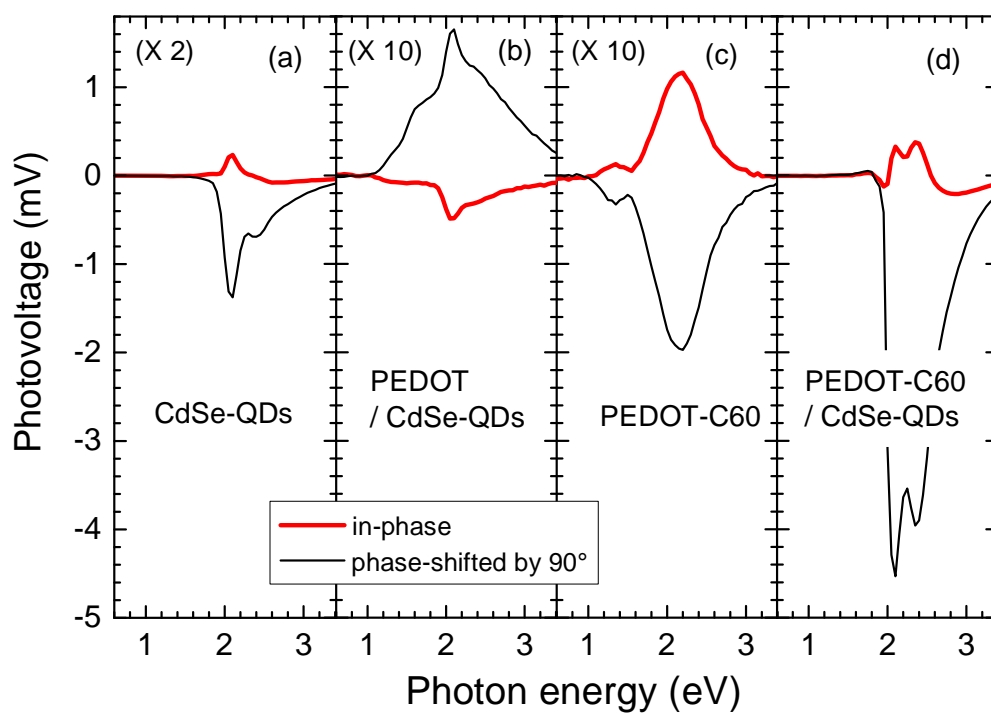 (X 2)
(a)
(X 10)
(b)
(X 10)
(c)
(d)
1
0
-1
-2
-3
-4
-5
Photovoltage (mV)
CdSe-QDs
PEDOT
/ CdSe-QDs
PEDOT-C60
PEDOT-C60
/ CdSe-QDs
in-phase
phase-shifted by 90°
1 2 3 1 2 3 1 2 3 1 2 3
Photon energy (eV)